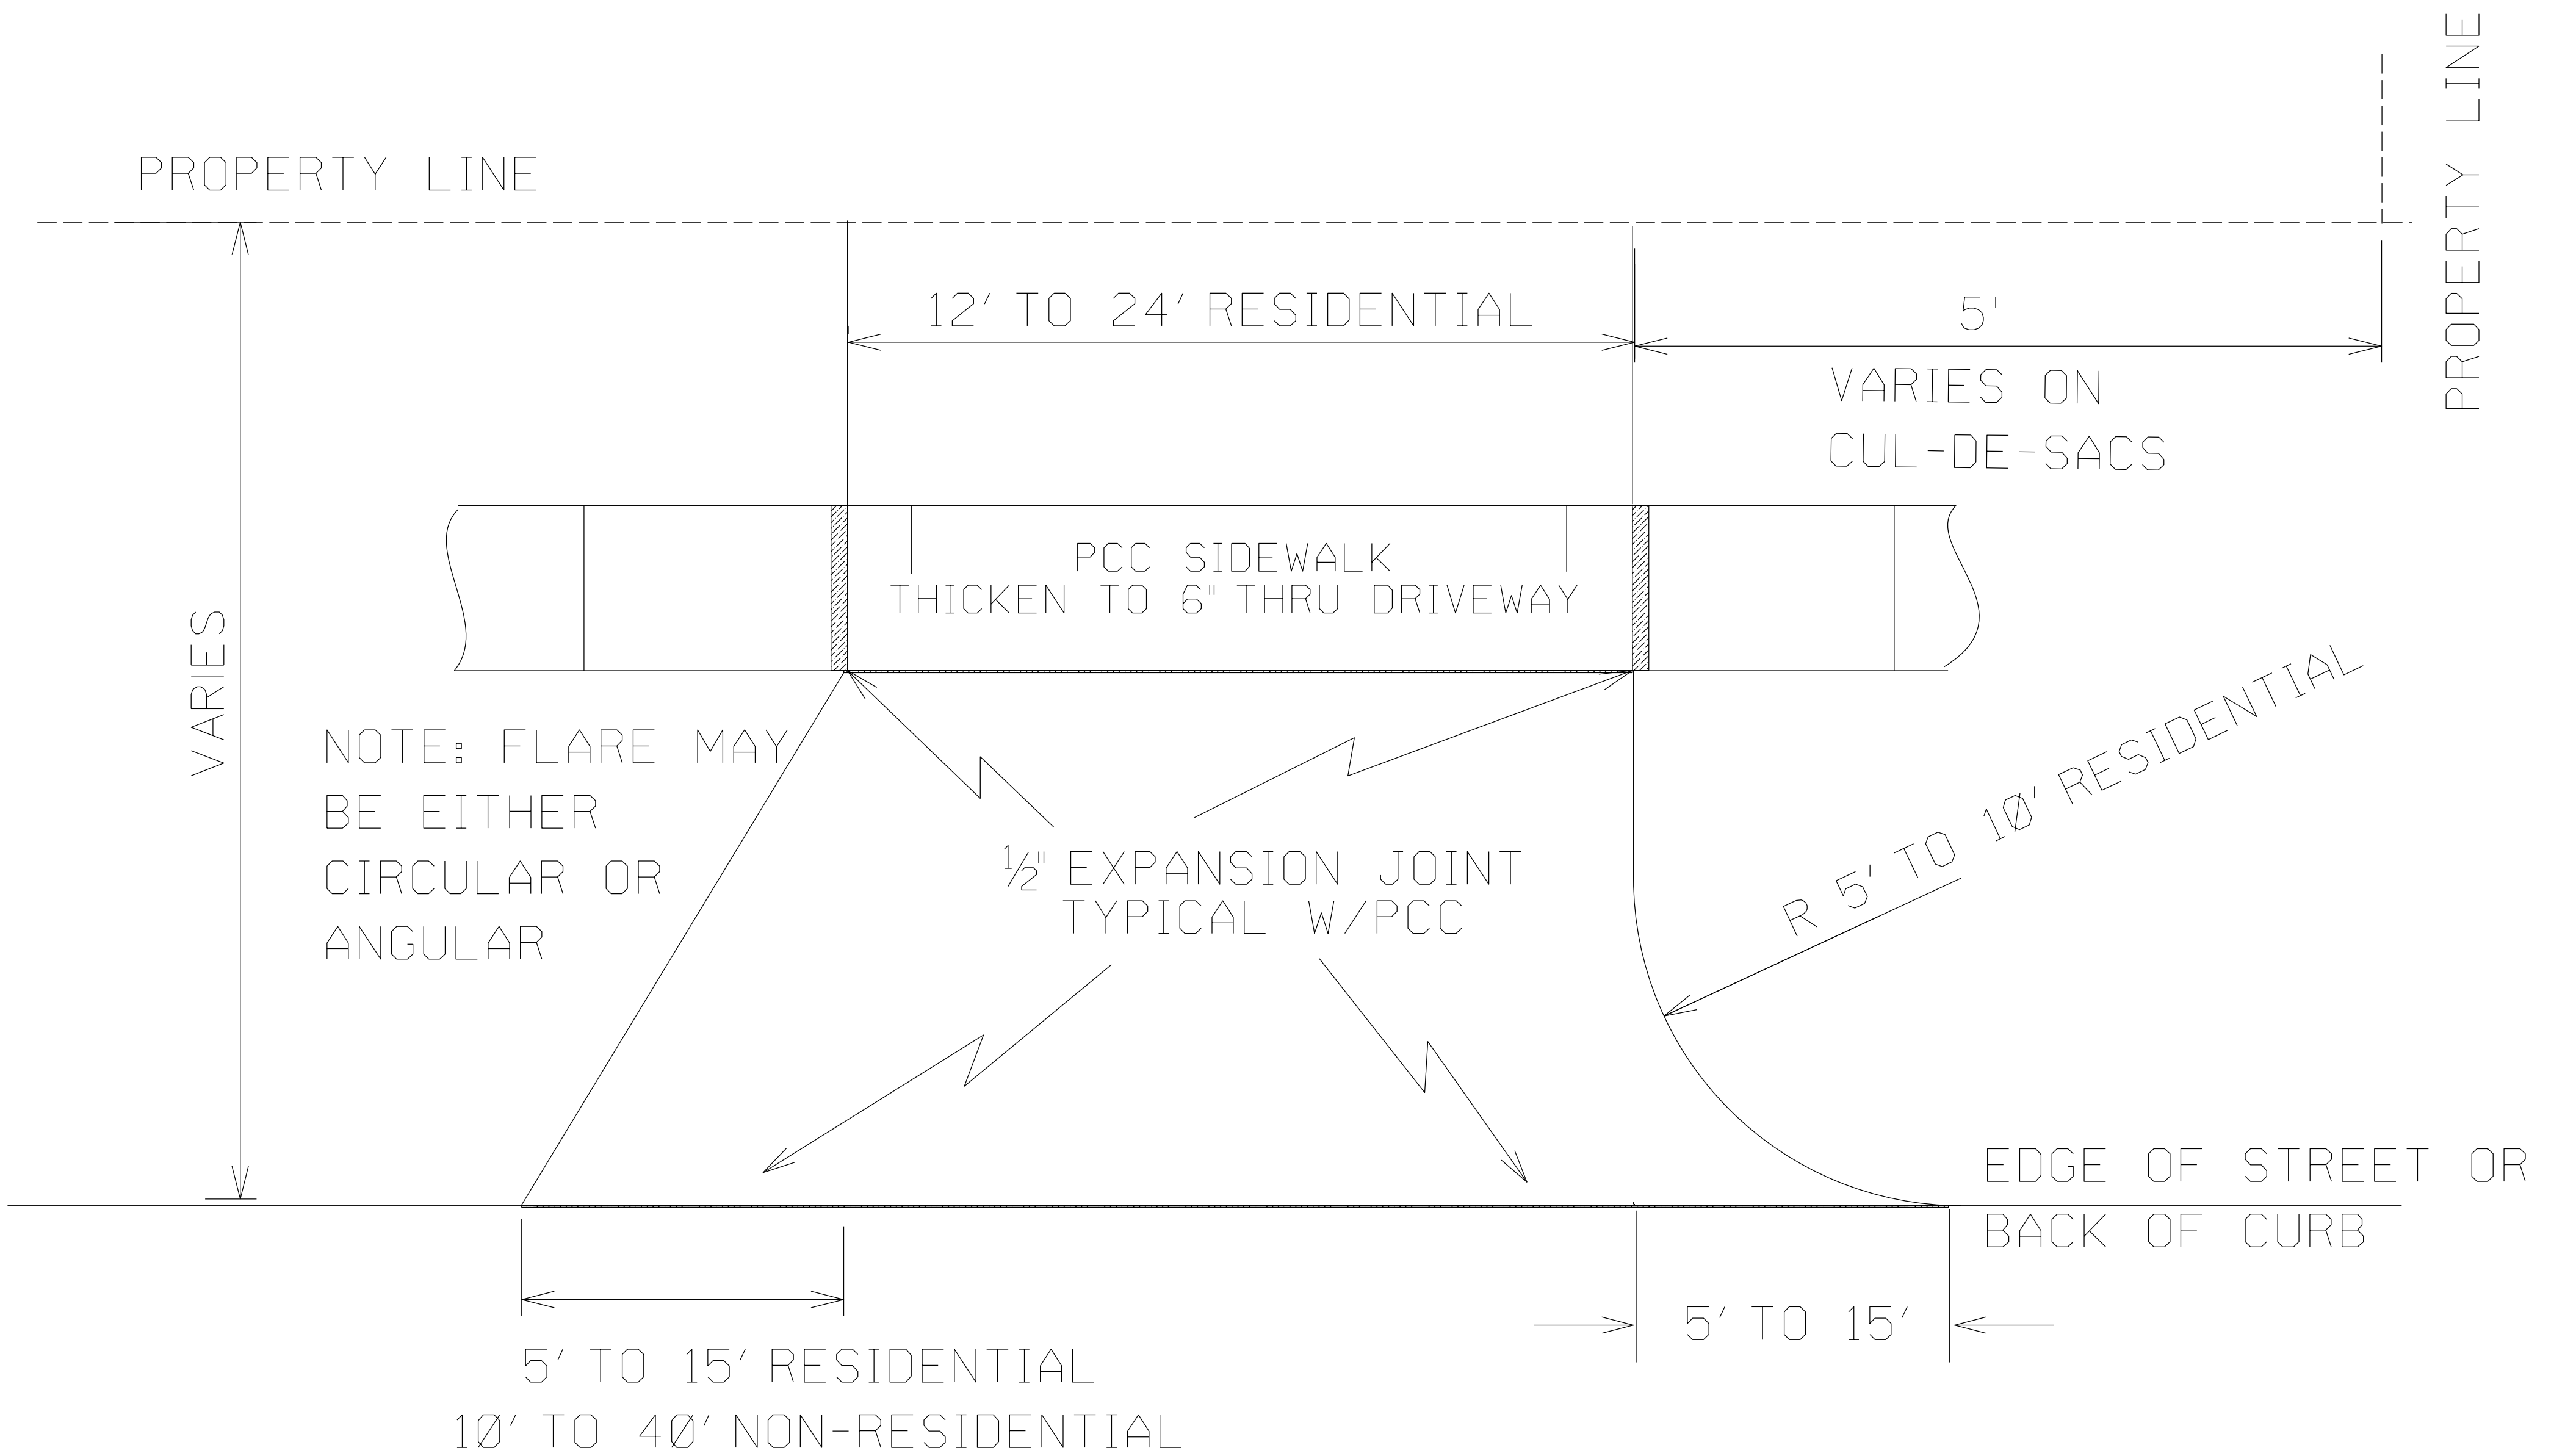 PROPERTY LINE
PROPERTY LINE
12' TO 24' RESIDENTIAL
5'
VARIES ON
CUL-DE-SACS
PCC SIDEWALK
THICKEN TO 6" THRU DRIVEWAY
VARIES
NOTE: FLARE MAY
BE EITHER
CIRCULAR OR
ANGULAR
½" EXPANSION JOINT
TYPICAL W/PCC
R 5' TO 10' RESIDENTIAL
EDGE OF STREET OR
BACK OF CURB
5' TO 15'
5' TO 15' RESIDENTIAL
10' TO 40' NON-RESIDENTIAL